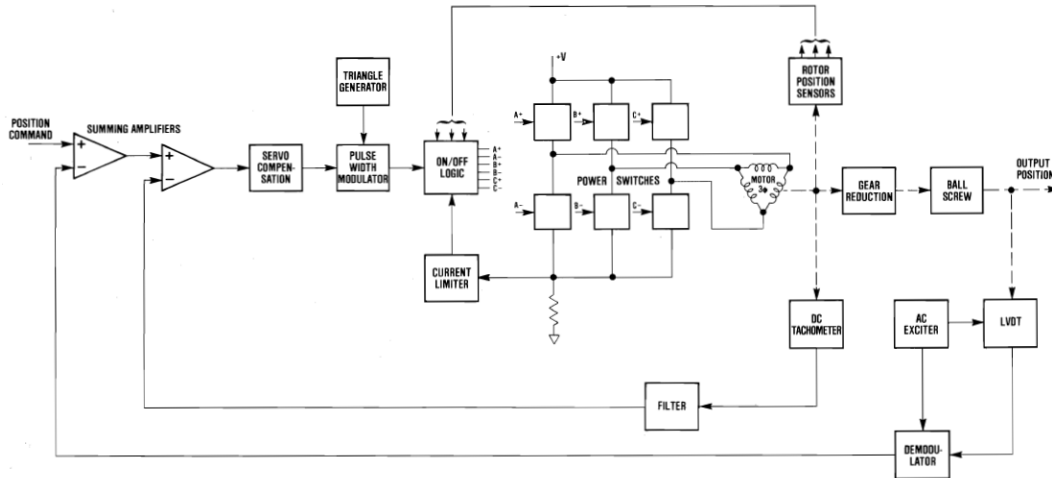 +V
TRIANGLE
GENERATOR
ROTOR
POSITION
SENSORS
POSITION
COMMAND
SUMMING AMPLIFIERS
+
−
+
−
SERVO
COMPEN-
SATION
PULSE
WIDTH
MODULATOR
ON/OFF
LOGIC
A+
A−
B+
B−
C+
C−
A+
B+
C+
POWER SWITCHES
A−
B−
C−
MOTOR
3ϕ
GEAR
REDUCTION
BALL
SCREW
OUTPUT
POSITION
CURRENT
LIMITER
DC
TACHOMETER
AC
EXCITER
LVDT
FILTER
DEMODU-
LATOR